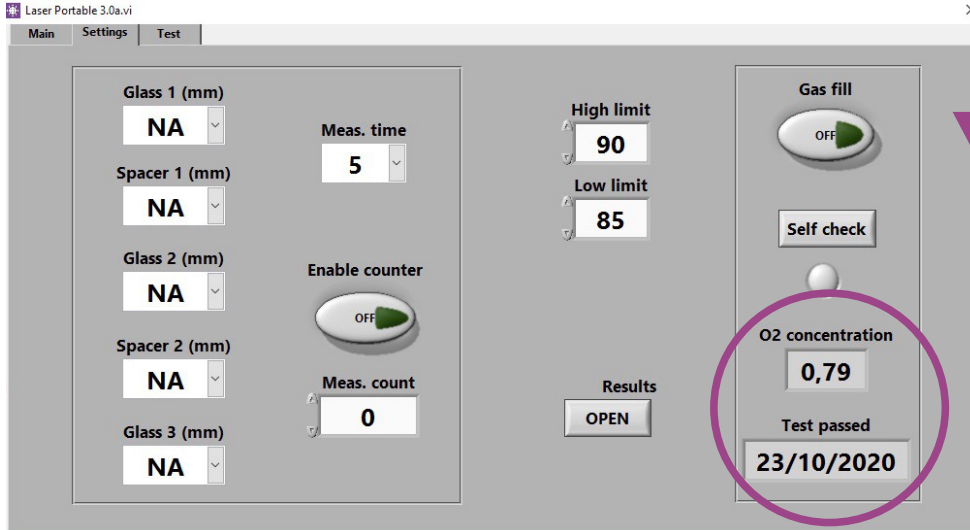 Laser Portable 3.0a.vi
Main Settings Test
Glass 1 (mm)
NA
Spacer 1 (mm)
NA
Glass 2 (mm)
NA
Spacer 2 (mm)
NA
Glass 3 (mm)
NA
Meas. time
5
Enable counter
OFF
Meas. count
0
High limit
90
Low limit
85
Results
OPEN
Gas fill
OFF
Self check
O2 concentration
0,79
Test passed
23/10/2020